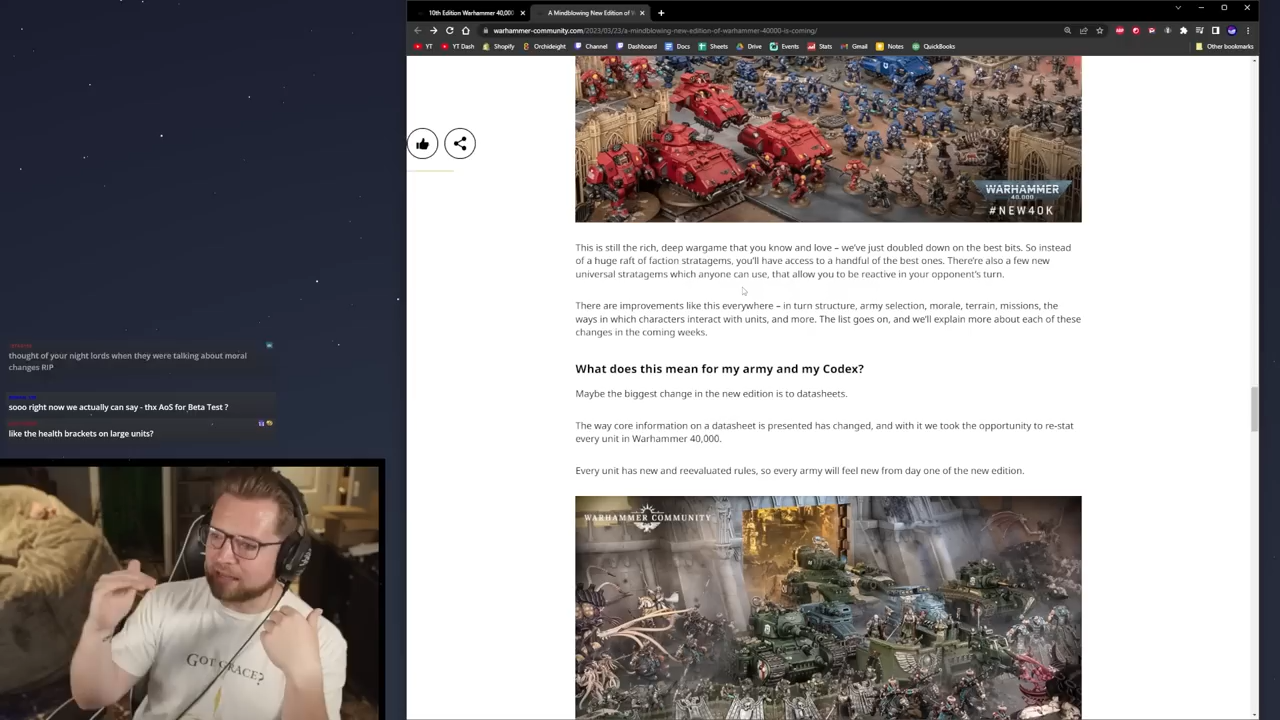 10th Edition Warhammer 40,000
A Mindblowing New Edition of
warhammer-community.com/2023/03/23/a-mindblowing-new-edition-of-warhammer-40000-is-coming/
YT
YT Dash
Shopify
Orchideight
Channel
Dashboard
Docs
Sheets
Drive
Events
Stats
Gmail
Notes
QuickBooks
Other bookmarks
WARHAMMER
40,000
#NEW40K
This is still the rich, deep wargame that you know and love – we've just doubled down on the best bits. So instead
of a huge raft of faction stratagems, you'll have access to a handful of the best ones. There're also a few new
universal stratagems which anyone can use, that allow you to be reactive in your opponent's turn.
There are improvements like this everywhere – in turn structure, army selection, morale, terrain, missions, the
ways in which characters interact with units, and more. The list goes on, and we'll explain more about each of these
changes in the coming weeks.
What does this mean for my army and my Codex?
Maybe the biggest change in the new edition is to datasheets.
The way core information on a datasheet is presented has changed, and with it we took the opportunity to re-stat
every unit in Warhammer 40,000.
Every unit has new and reevaluated rules, so every army will feel new from day one of the new edition.
WARHAMMER COMMUNITY
thought of your night lords when they were talking about moral
changes RIP
sooo right now we actually can say - thx AoS for Beta Test ?
like the health brackets on large units?
GOT GRACE?